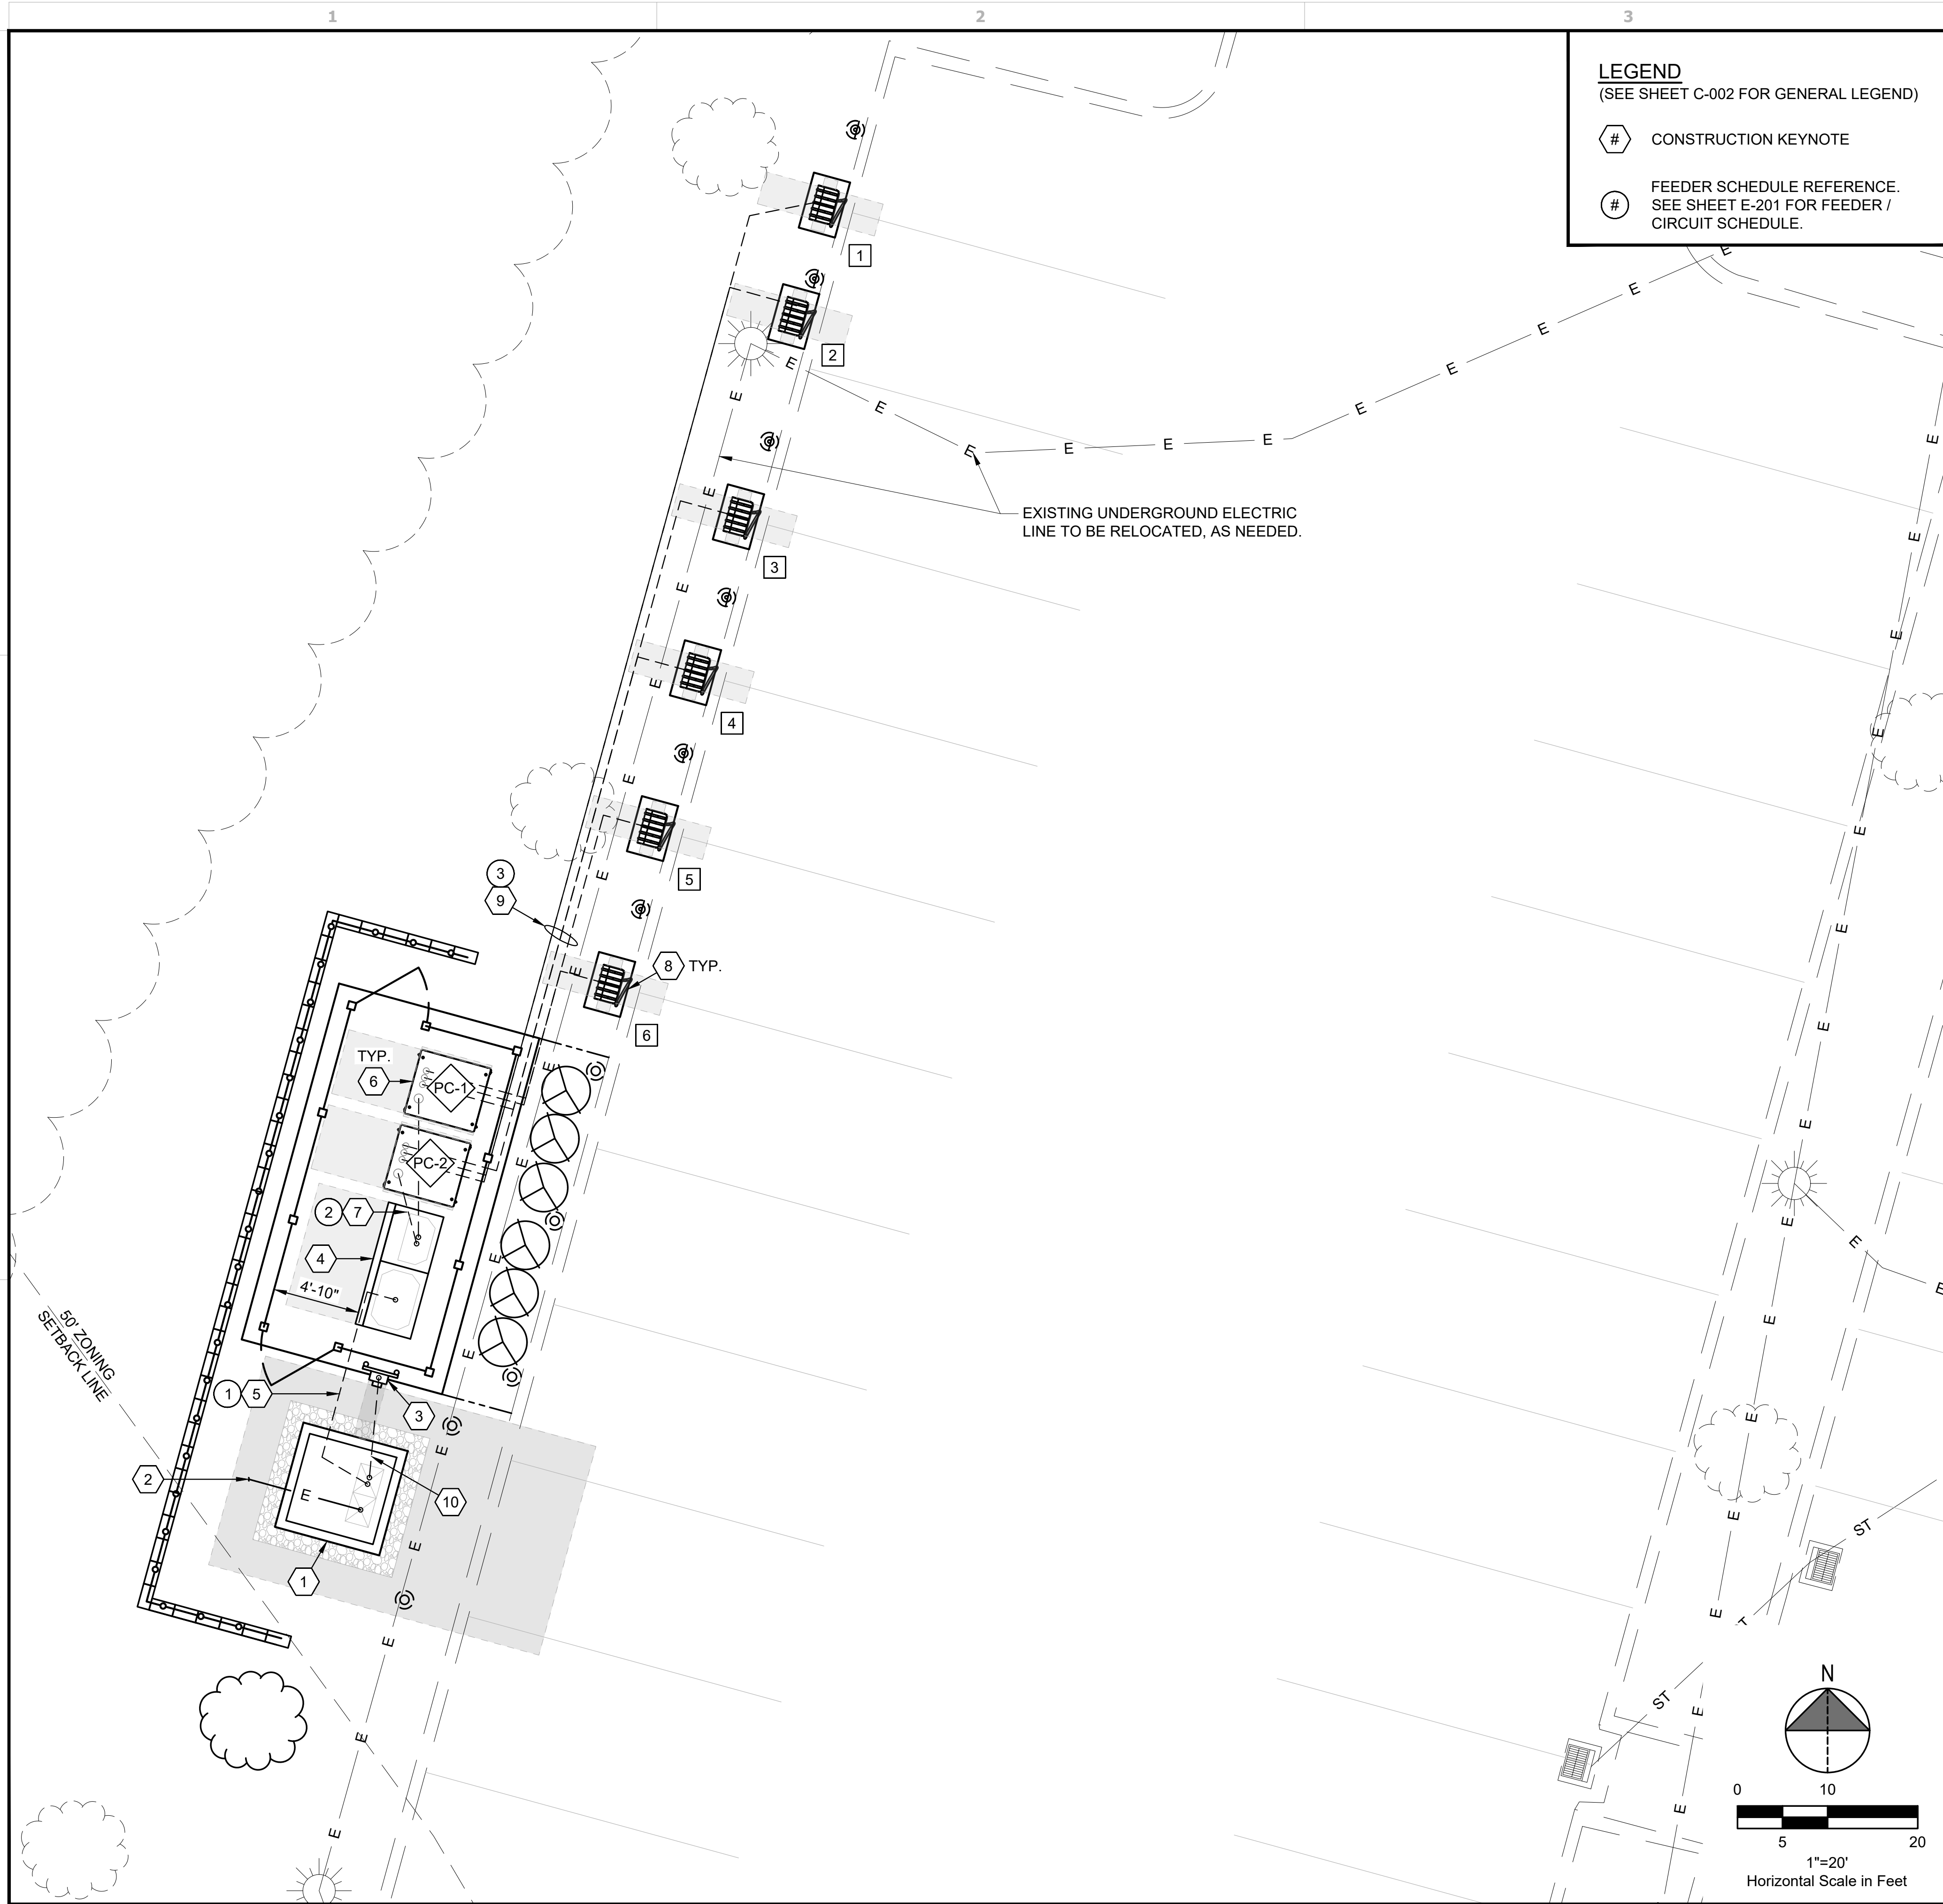 1
2
3
LEGEND
(SEE SHEET C-002 FOR GENERAL LEGEND)
# CONSTRUCTION KEYNOTE
# FEEDER SCHEDULE REFERENCE.
SEE SHEET E-201 FOR FEEDER /
CIRCUIT SCHEDULE.
1
E
E
E
2
E
E
E
E
E
E
E
E
E
E
E
EXISTING UNDERGROUND ELECTRIC
LINE TO BE RELOCATED, AS NEEDED.
3
E
E
E
E
4
E
E
E
5
E
E
3
9
E
8 TYP.
E
6
E
TYP.
6
PC-1
E
E
PC-2
E
2 7
E
E
4
E
E
4'-10"
E
50' ZONING
SETBACK LINE
E
1 5
3
E
E
2
E
10
E
E
1
ST
E
E
T
N
ST
E
E
0 10
E
E
5 20
1"=20'
Horizontal Scale in Feet